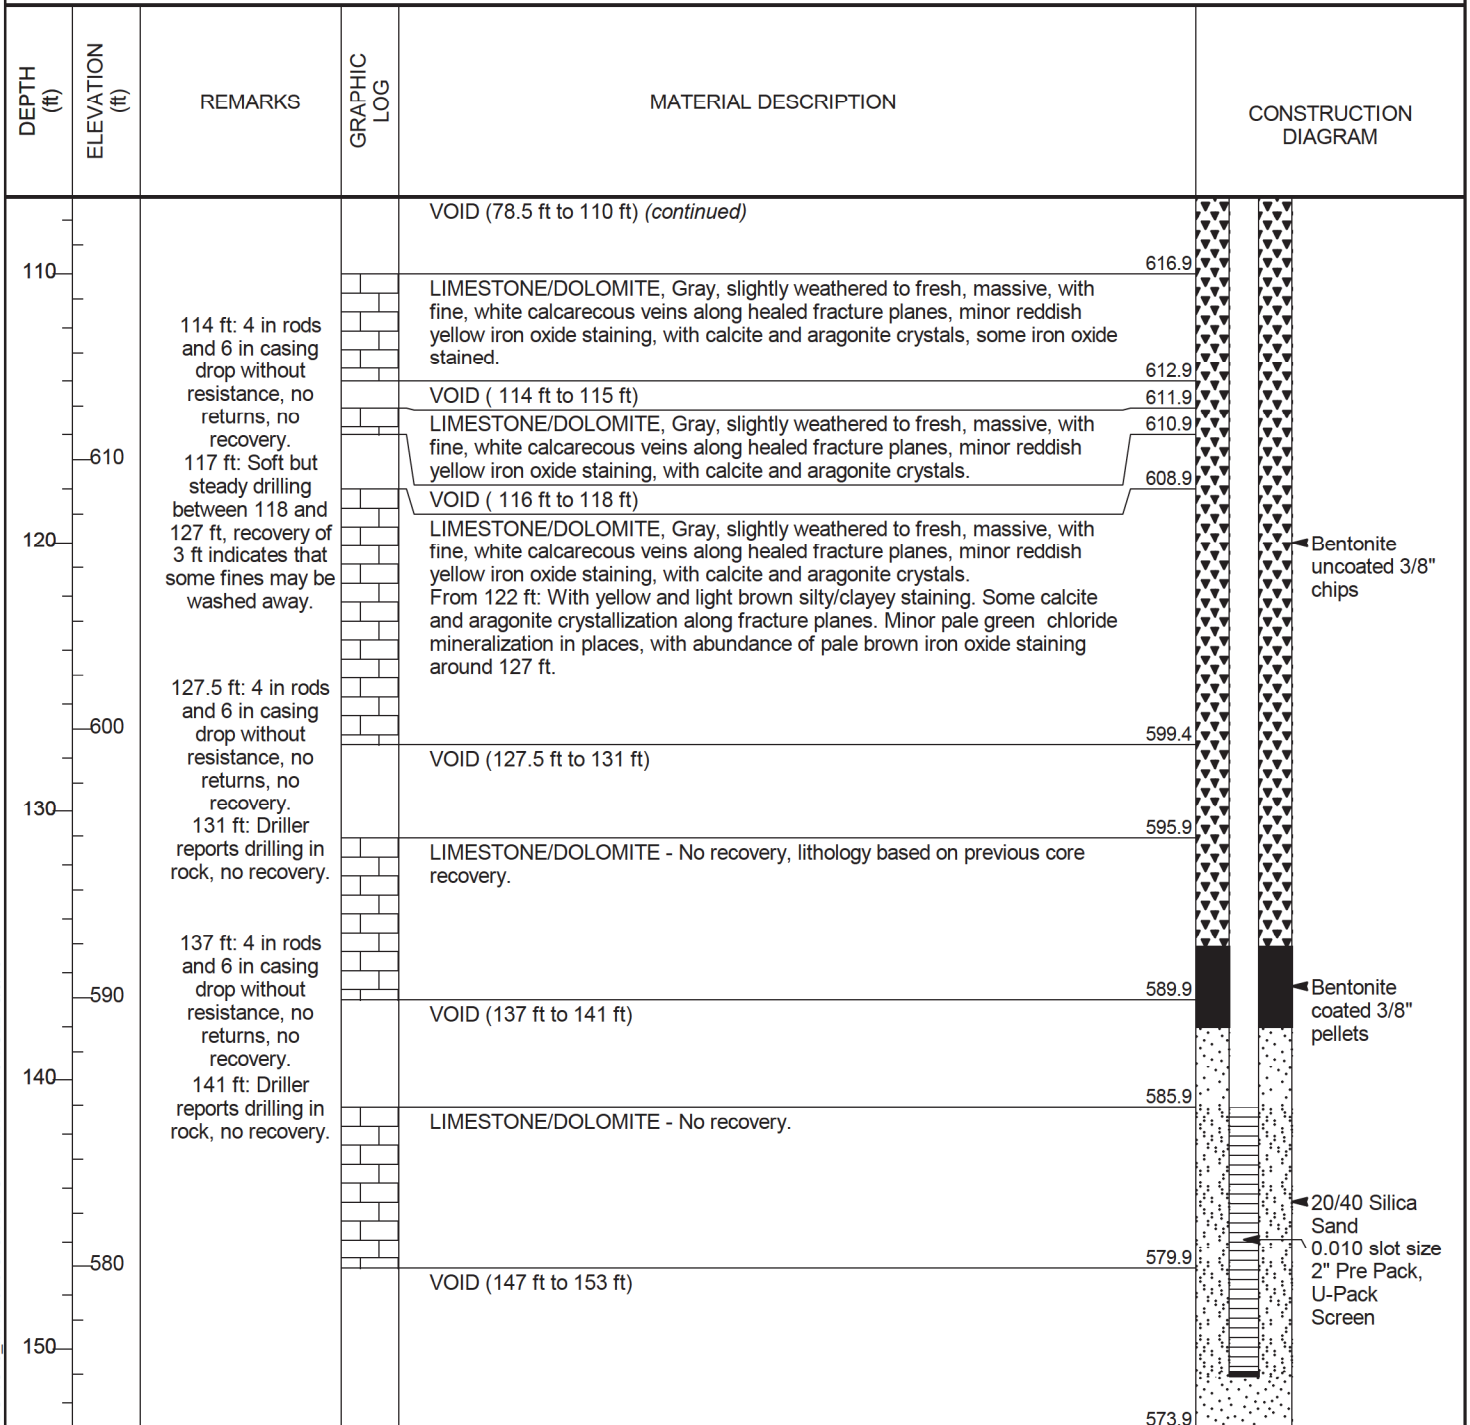 DEPTH
(ft)
ELEVATION
(ft)
REMARKS
GRAPHIC
LOG
MATERIAL DESCRIPTION
CONSTRUCTION
DIAGRAM
VOID (78.5 ft to 110 ft) (continued)
616.9
110
LIMESTONE/DOLOMITE, Gray, slightly weathered to fresh, massive, with
fine, white calcarecous veins along healed fracture planes, minor reddish
yellow iron oxide staining, with calcite and aragonite crystals, some iron oxide
stained.
612.9
114 ft: 4 in rods
and 6 in casing
drop without
resistance, no
returns, no
recovery.
VOID ( 114 ft to 115 ft)
611.9
LIMESTONE/DOLOMITE, Gray, slightly weathered to fresh, massive, with
fine, white calcarecous veins along healed fracture planes, minor reddish
yellow iron oxide staining, with calcite and aragonite crystals.
610.9
610
117 ft: Soft but
steady drilling
between 118 and
127 ft, recovery of
3 ft indicates that
some fines may be
washed away.
608.9
VOID ( 116 ft to 118 ft)
120
LIMESTONE/DOLOMITE, Gray, slightly weathered to fresh, massive, with
fine, white calcarecous veins along healed fracture planes, minor reddish
yellow iron oxide staining, with calcite and aragonite crystals.
From 122 ft: With yellow and light brown silty/clayey staining. Some calcite
and aragonite crystallization along fracture planes. Minor pale green chloride
mineralization in places, with abundance of pale brown iron oxide staining
around 127 ft.
Bentonite
uncoated 3/8"
chips
127.5 ft: 4 in rods
and 6 in casing
drop without
resistance, no
returns, no
recovery.
600
599.4
VOID (127.5 ft to 131 ft)
130
131 ft: Driller
reports drilling in
rock, no recovery.
595.9
LIMESTONE/DOLOMITE - No recovery, lithology based on previous core
recovery.
137 ft: 4 in rods
and 6 in casing
drop without
resistance, no
returns, no
recovery.
590
589.9
VOID (137 ft to 141 ft)
Bentonite
coated 3/8"
pellets
140
141 ft: Driller
reports drilling in
rock, no recovery.
585.9
LIMESTONE/DOLOMITE - No recovery.
20/40 Silica
Sand
0.010 slot size
2" Pre Pack,
U-Pack
Screen
580
579.9
VOID (147 ft to 153 ft)
150
573.9